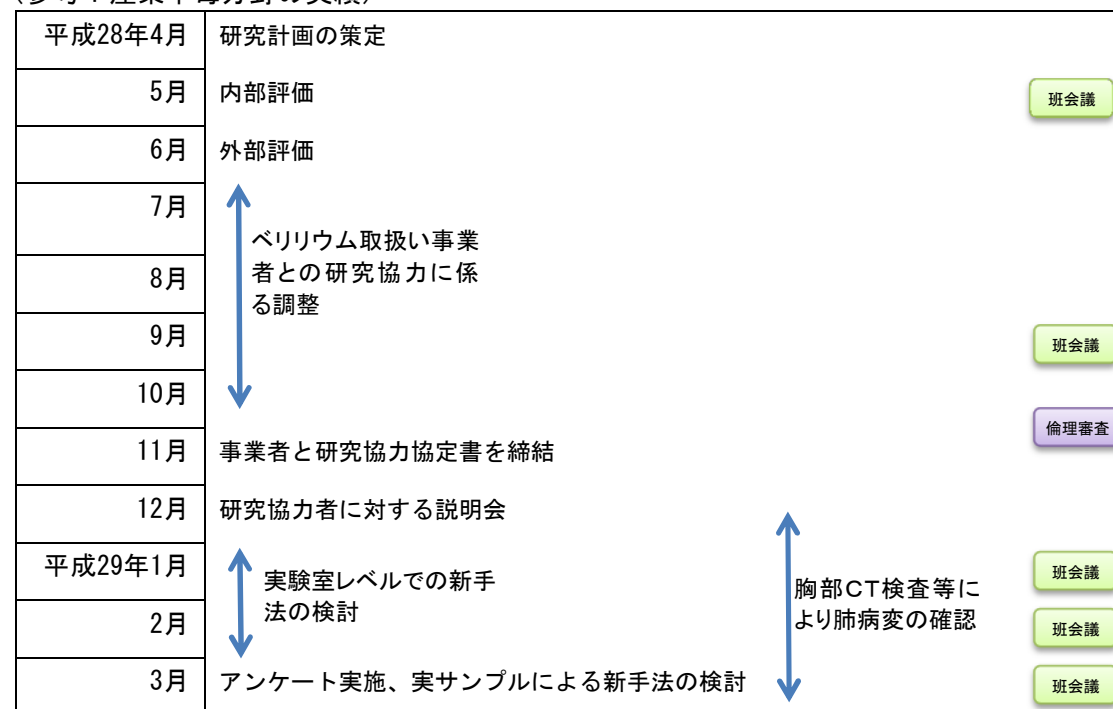 平成28年4月 研究計画の策定
5月 内部評価 班会議
6月 外部評価
7月
ベリリウム取扱い事業
8月 者との研究協力に係
る調整
9月 班会議
10月
倫理審査
11月 事業者と研究協力協定書を締結
12月 研究協力者に対する説明会
平成29年1月 実験室レベルでの新手 班会議
胸部CT検査等に
法の検討
2月 より肺病変の確認 班会議
3月 アンケート実施、実サンプルによる新手法の検討 班会議